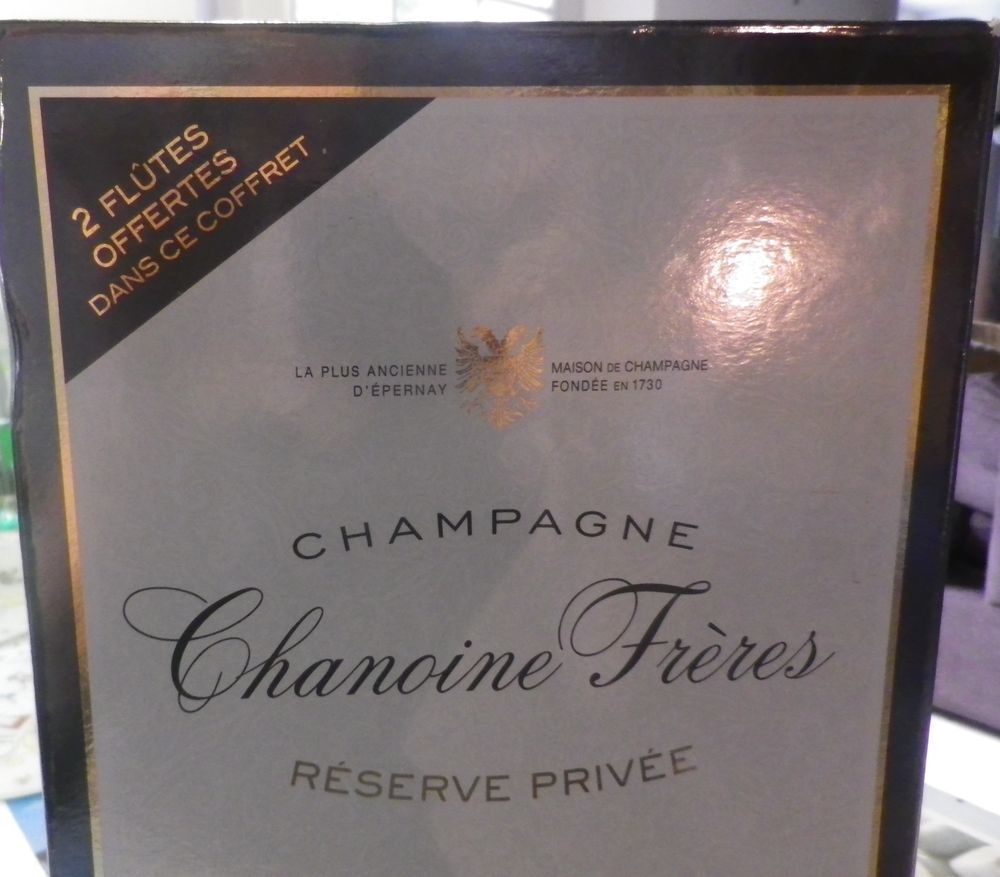 2 FLÛTES
OFFERTES
DANS CE COFFRET
LA PLUS ANCIENNE
D'ÉPERNAY
MAISON DE CHAMPAGNE
FONDÉE EN 1730
CHAMPAGNE
Chanoine Frères
RÉSERVE PRIVÉE